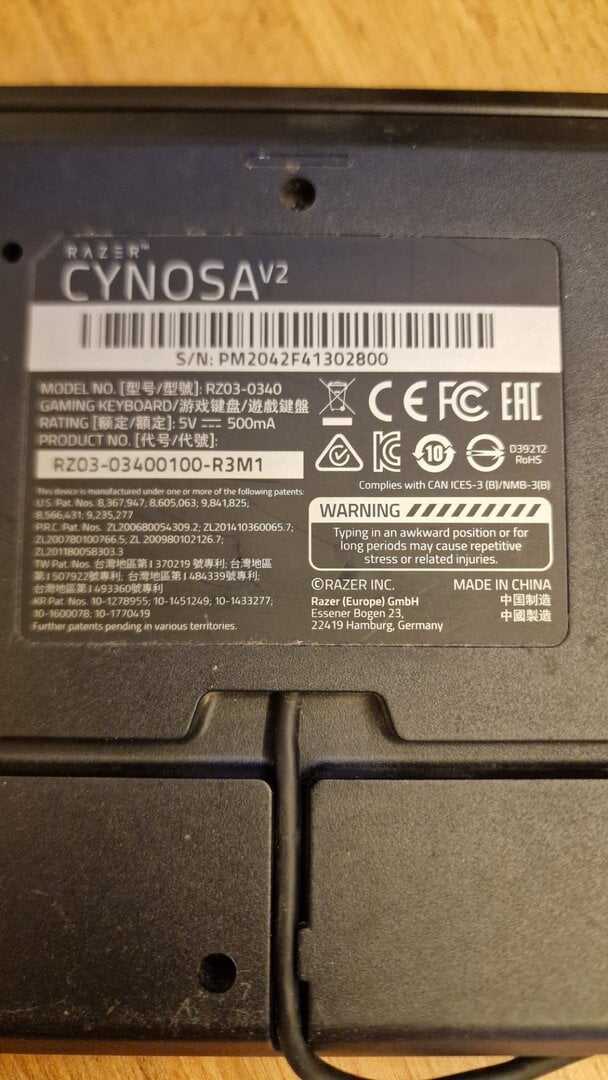 RAZER™
CYNOSA V2
S/N: PM2042F41302800
MODEL NO. [型号/型號]: RZ03-0340
GAMING KEYBOARD/游戏键盘/遊戲鍵盤
RATING [额定/額定]: 5V ⎓ 500mA
PRODUCT NO. [代号/代號]:
RZ03-03400100-R3M1
This device is manufactured under one or more of the following patents:
U.S. Pat. Nos. 8,367,947; 8,605,063; 9,841,825;
8,566,431; 9,235,277
P.R.C. Pat. Nos. ZL200680054309.2; ZL201410360065.7;
ZL200780100766.5; ZL 200980102126.7;
ZL201180058303.3
TW Pat. Nos. 台灣地區第I 370219 號專利; 台灣地區
第I 507922號專利; 台灣地區第I 484339號專利;
台灣地區第I 493360號專利
KR Pat. Nos. 10-1278955; 10-1451249; 10-1433277;
10-1600078; 10-1770419
Further patents pending in various territories.
CE FC EAC
10 D39212
RoHS
Complies with CAN ICES-3 (B)/NMB-3(B)
WARNING
Typing in an awkward position or for
long periods may cause repetitive
stress or related injuries.
©RAZER INC. MADE IN CHINA
Razer (Europe) GmbH 中国制造
Essener Bogen 23, 中國製造
22419 Hamburg, Germany